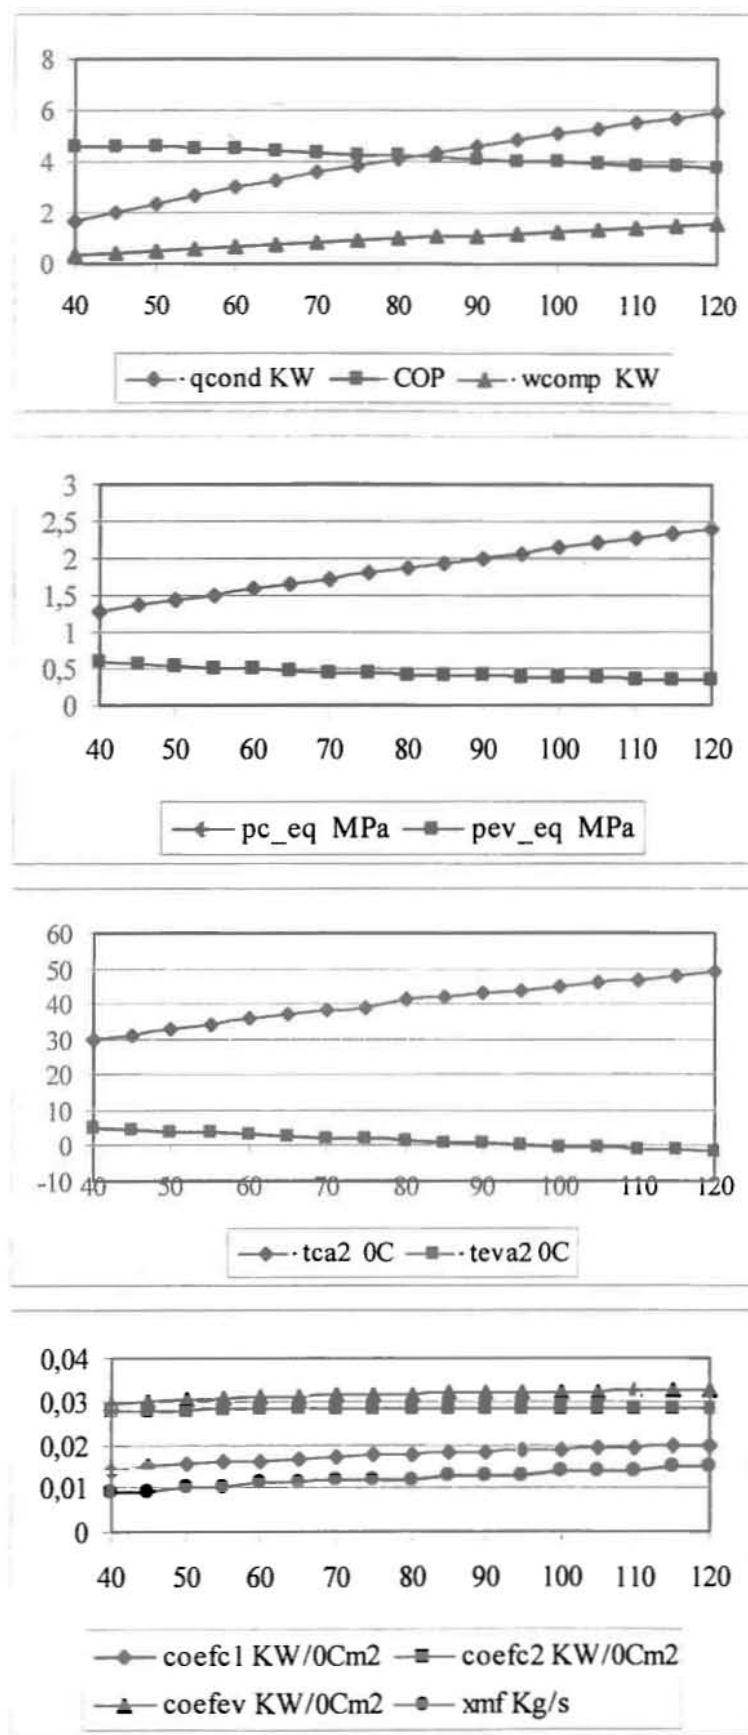 8
6
4
2
0
40 50 60 70 80 90 100 110 120
qcond KW COP wcomp KW
3
2,5
2
1,5
1
0,5
0
40 50 60 70 80 90 100 110 120
pc_eq MPa pev_eq MPa
60
50
40
30
20
10
0
-10
40 50 60 70 80 90 100 110 120
tca2 0C teva2 0C
0,04
0,03
0,02
0,01
0
40 50 60 70 80 90 100 110 120
coefc1 KW/0Cm2 coefc2 KW/0Cm2
coefev KW/0Cm2 xmf Kg/s